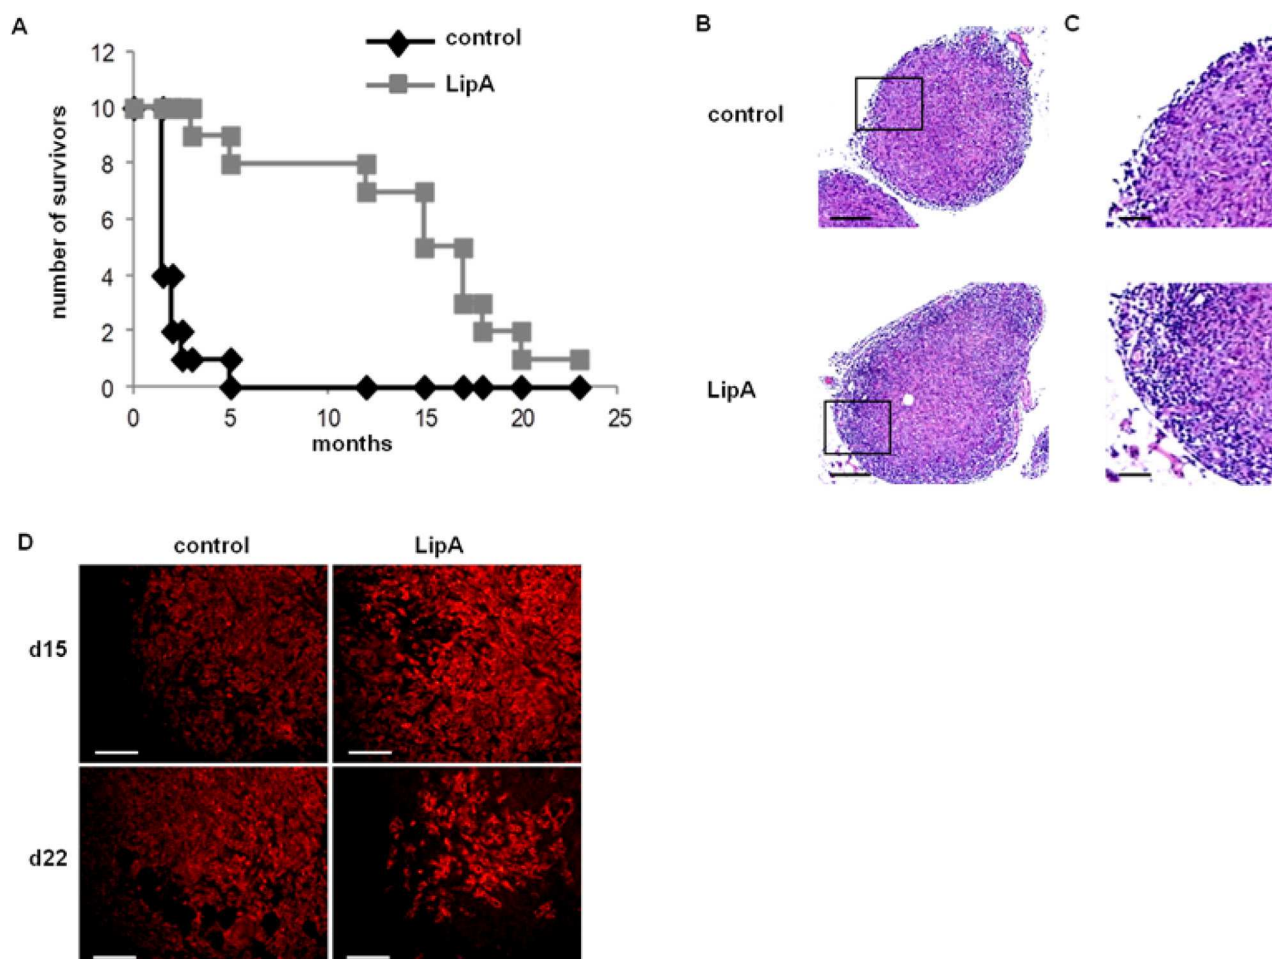 A
control
LipA
12
10
8
6
4
2
0
number of survivors
0
5
10
15
20
25
months
B
C
control
LipA
D
control
LipA
d15
d22